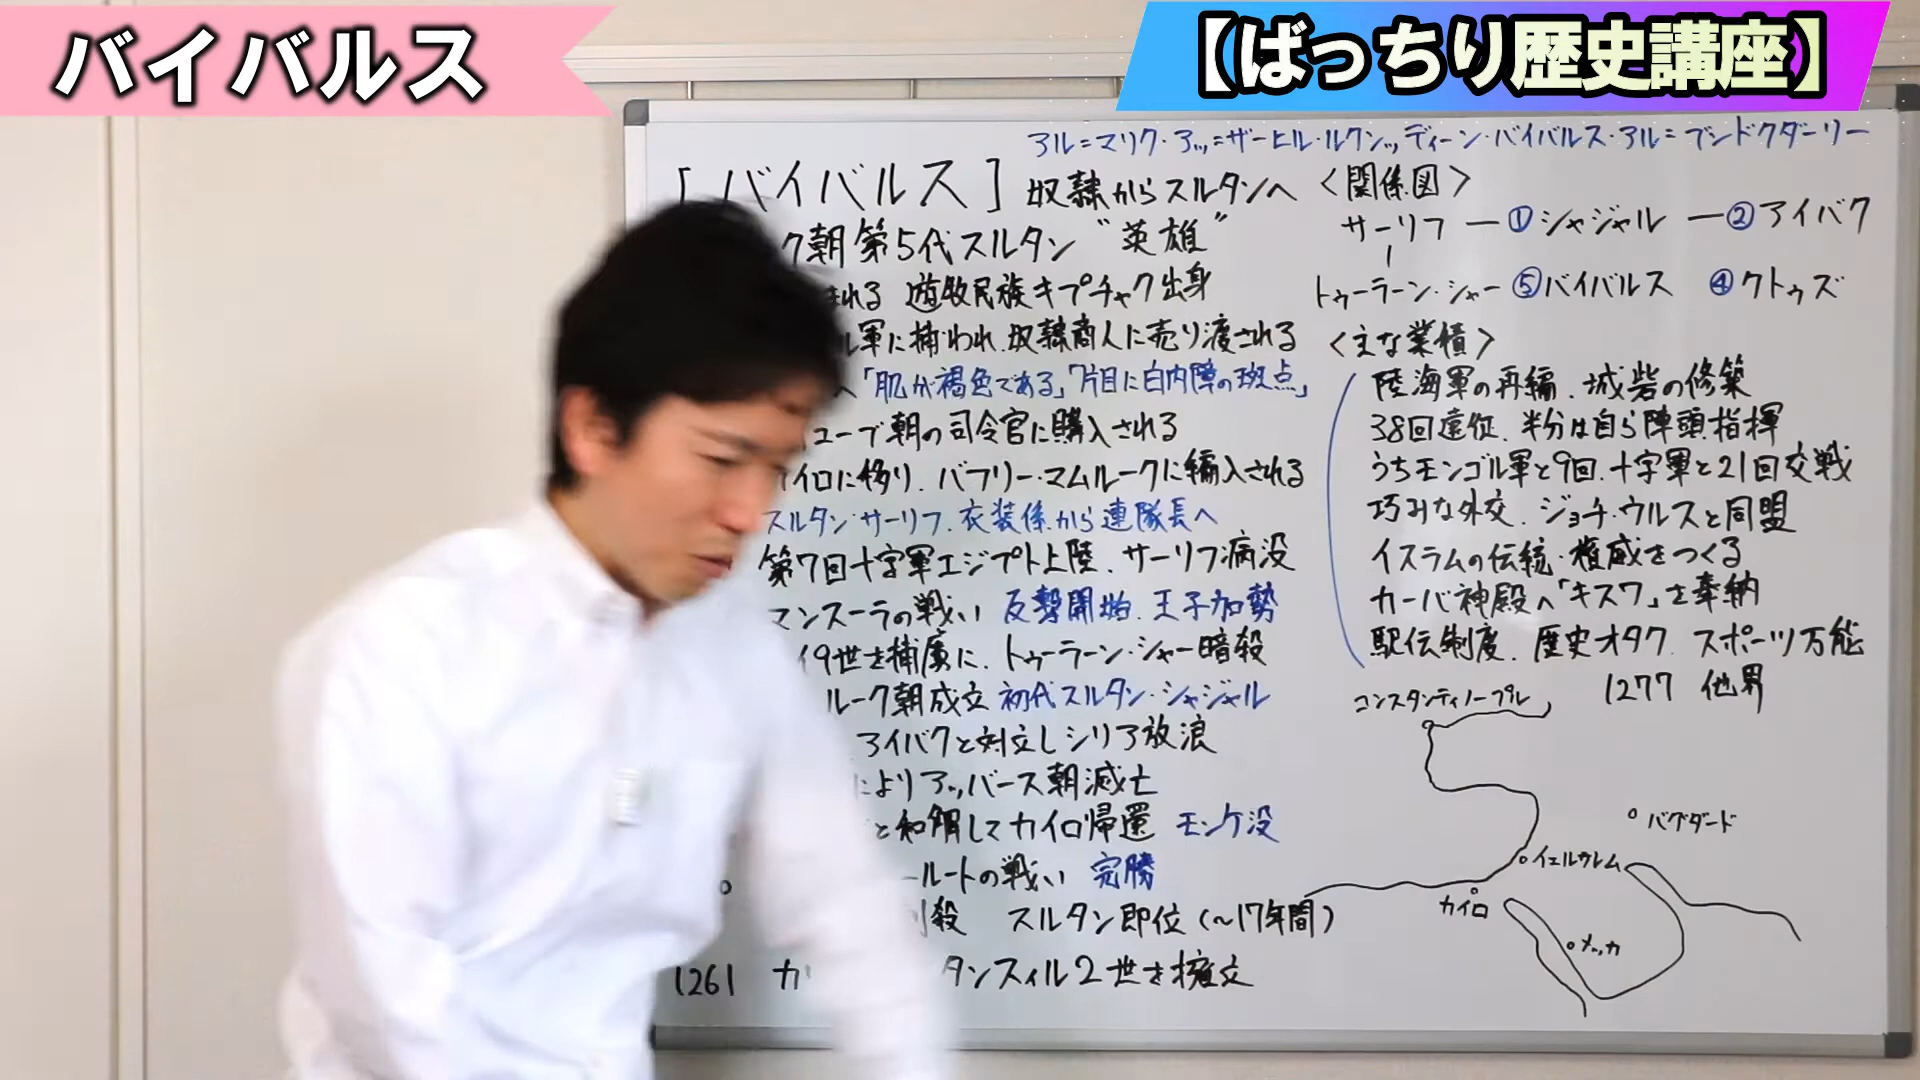 バイバルス
【ばっちり歴史講座】
アル=マリク・アッ=ザーヒル・ルクンッディーン・バイバルス・アル=ブンドクダーリー
[バイバルス] 奴隷からスルタンへ
ク朝第5代スルタン "英雄"
まれる 遊牧民族キプチャク出身
ル軍に捕われ、奴隷商人に売り渡される
へ「肌が褐色である」「片目に白内障の斑点」
ユーブ朝の司令官に購入される
イロに移り、バフリー・マムルークに編入される
スルタン・サーリフ、衣装係から連隊長へ
第7回十字軍エジプト上陸、サーリフ病没
マンスーラの戦い 反撃開始、王子加勢
イ9世を捕虜に、トゥーラーン・シャー暗殺
ルーク朝成立 初代スルタン・シャジャル
アイバクと対立しシリア放浪
によりアッバース朝滅亡
と和解してカイロ帰還 モンケ没
ールートの戦い 完勝
殺 スルタン即位(~17年間)
1261 カ タンスィル2世を擁立
<関係図>
サーリフ ー ①シャジャル ー ②アイバク
トゥーラーン・シャー ⑤バイバルス ④クトゥズ
<主な業績>
陸海軍の再編、城砦の修築
38回遠征、半分は自ら陣頭指揮
うちモンゴル軍と9回、十字軍と21回交戦
巧みな外交、ジョチ・ウルスと同盟
イスラムの伝統・権威をつくる
カーバ神殿へ「キスワ」を奉納
駅伝制度、歴史オタク、スポーツ万能
1277 他界
コンスタンティノープル
バグダード
イェルサレム
カイロ
メッカ